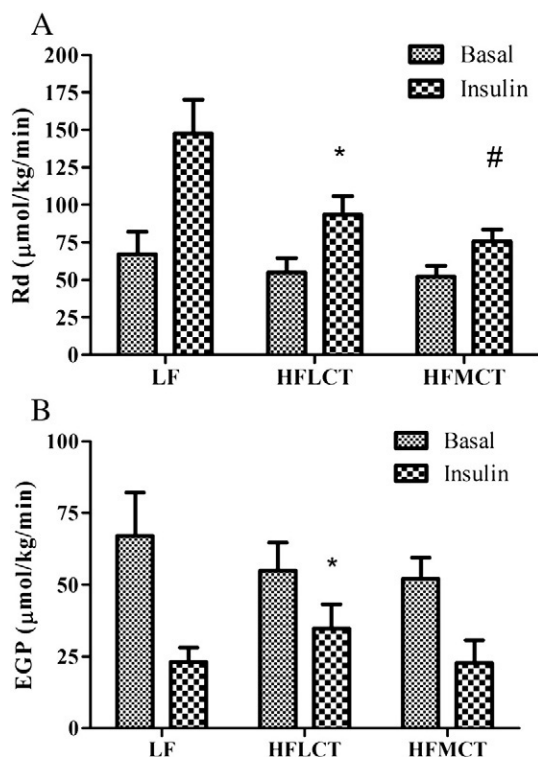 A
200
175
150
125
100
75
50
25
0
Rd (μmol/kg/min)
Basal
Insulin
*
#
LF HFLCT HFMCT
B
100
75
50
25
0
EGP (μmol/kg/min)
Basal
Insulin
*
LF HFLCT HFMCT